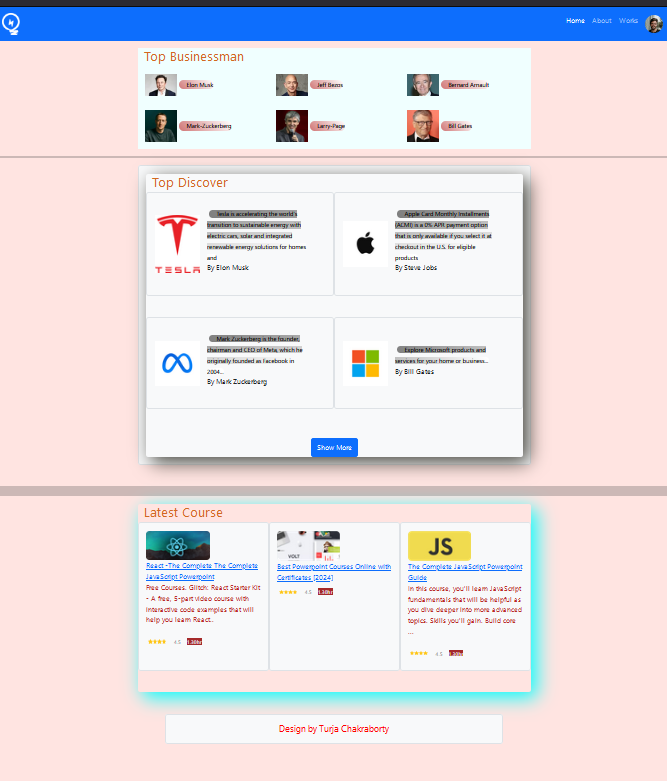 Home About Works
Top Businessman
Elon Musk
Jeff Bezos
Bernard Arnault
Mark-Zuckerberg
Larry-Page
Bill Gates
Top Discover
TESLA
Tesla is accelerating the world's
transition to sustainable energy with
electric cars, solar and integrated
renewable energy solutions for homes
and
By Elon Musk
Apple Card Monthly Installments
(ACMI) is a 0% APR payment option
that is only available if you select it at
checkout in the U.S. for eligible
products
By Steve Jobs
Mark Zuckerberg is the founder,
chairman and CEO of Meta, which he
originally founded as Facebook in
2004...
By Mark Zuckerberg
Explore Microsoft products and
services for your home or business..
By Bill Gates
Show More
Latest Course
React -The Complete The Complete
JavaScript Powerpoint
Free Courses. Glitch: React Starter Kit
- A free, 5-part video course with
interactive code examples that will
help you learn React..
4.5 1.30hr
VOLT
Best Powerpoint Courses Online with
Certificates [2024]
4.5 1.30hr
JS
The Complete JavaScript Powerpoint
Guide
In this course, you'll learn JavaScript
fundamentals that will be helpful as
you dive deeper into more advanced
topics. Skills you'll gain. Build core
...
4.5 1.30hr
Design by Turja Chakraborty